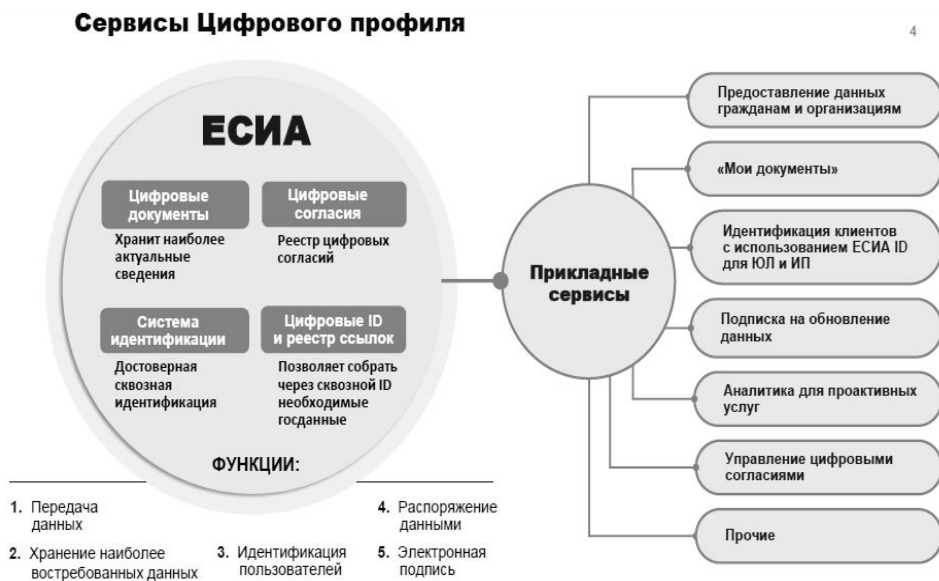 Сервисы Цифрового профиля
4
ЕСИА
Цифровые
документы
Хранит наиболее
актуальные
сведения
Цифровые
согласия
Реестр цифровых
согласий
Система
идентификации
Достоверная
сквозная
идентификация
Цифровые ID
и реестр ссылок
Позволяет собрать
через сквозной ID
необходимые
госданные
ФУНКЦИИ:
1. Передача
данных
2. Хранение наиболее
востребованных данных
3. Идентификация
пользователей
4. Распоряжение
данными
5. Электронная
подпись
Прикладные
сервисы
Предоставление данных
гражданам и организациям
«Мои документы»
Идентификация клиентов
с использованием ЕСИА ID
для ЮЛ и ИП
Подписка на обновление
данных
Аналитика для проактивных
услуг
Управление цифровыми
согласиями
Прочие